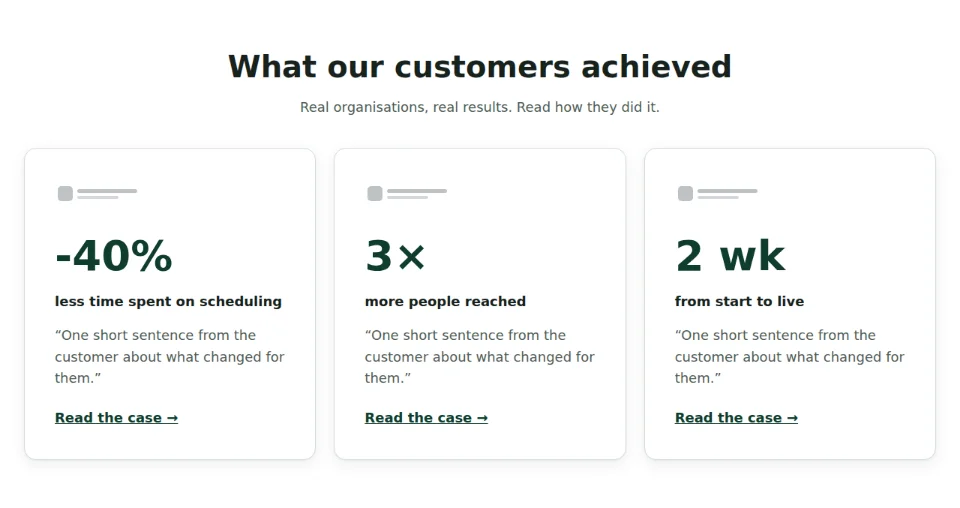 What our customers achieved
Real organisations, real results. Read how they did it.
-40%
less time spent on scheduling
“One short sentence from the
customer about what changed for
them.”
Read the case →
3×
more people reached
“One short sentence from the
customer about what changed for
them.”
Read the case →
2 wk
from start to live
“One short sentence from the
customer about what changed for
them.”
Read the case →